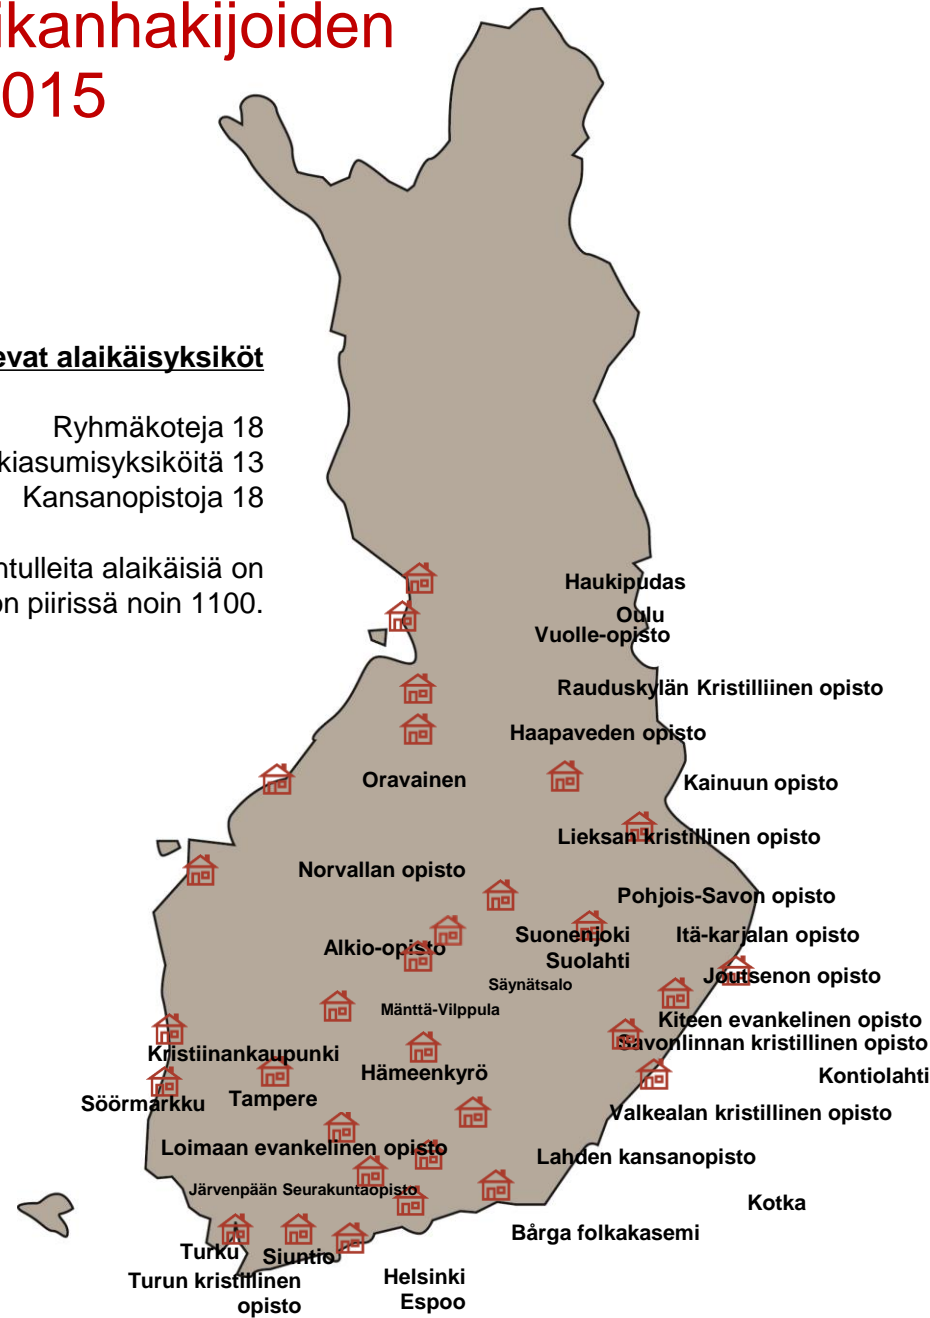 ikanhakijoiden
015
evat alaikäisyksiköt
Ryhmäkoteja 18
kiasumisyksiköitä 13
Kansanopistoja 18
ntulleita alaikäisiä on
on piirissä noin 1100.
Haukipudas
Oulu
Vuolle-opisto
Rauduskylän Kristilliinen opisto
Haapaveden opisto
Oravainen
Kainuun opisto
Lieksan kristillinen opisto
Norvallan opisto
Pohjois-Savon opisto
Alkio-opisto
Suonenjoki
Itä-karjalan opisto
Suolahti
Säynätsalo
Joutsenon opisto
Mänttä-Vilppula
Kiteen evankelinen opisto
Savonlinnan kristillinen opisto
Kristiinankaupunki
Hämeenkyrö
Kontiolahti
Söörmarkku
Tampere
Valkealan kristillinen opisto
Loimaan evankelinen opisto
Lahden kansanopisto
Järvenpään Seurakuntaopisto
Kotka
Bårga folkakasemi
Turku
Siuntio
Turun kristillinen
opisto
Helsinki
Espoo